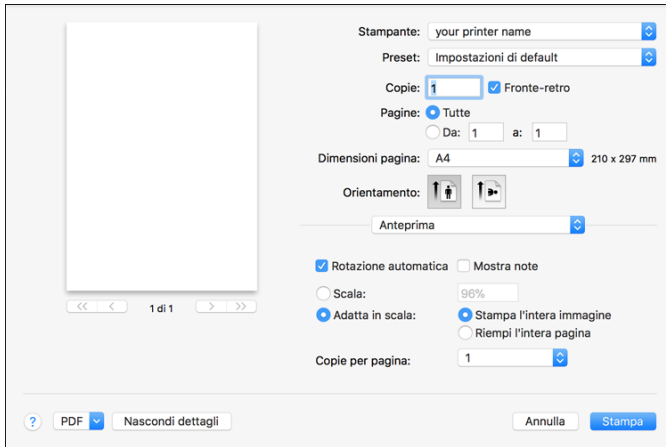 Stampante: your printer name
Preset: Impostazioni di default
Copie: 1 Fronte-retro
Pagine: Tutte
Da: 1 a: 1
Dimensioni pagina: A4 210 x 297 mm
Orientamento:
Anteprima
Rotazione automatica Mostra note
Scala: 96%
Adatta in scala: Stampa l'intera immagine
Riempi l'intera pagina
Copie per pagina: 1
<< < 1 di 1 > >>
? PDF Nascondi dettagli Annulla Stampa